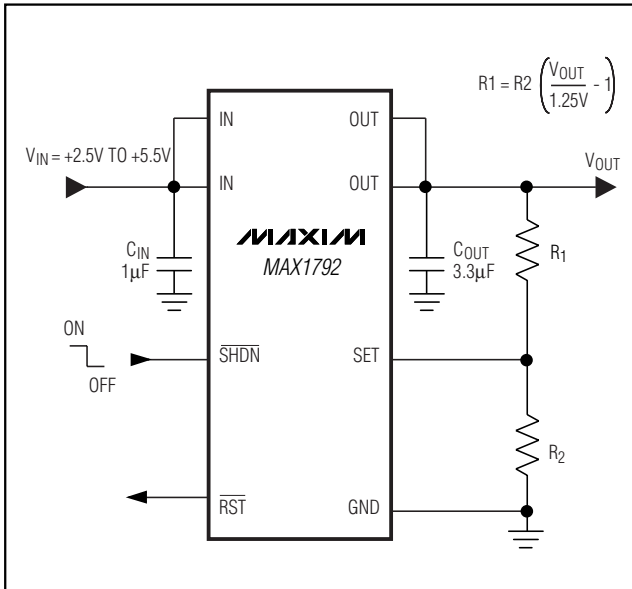 R1 = R2 (VOUT / 1.25V - 1)
IN OUT
VIN = +2.5V TO +5.5V
VOUT
IN OUT
MAXIM
MAX1792
CIN
1µF
COUT
3.3µF
R1
ON
OFF
SHDN SET
R2
RST GND